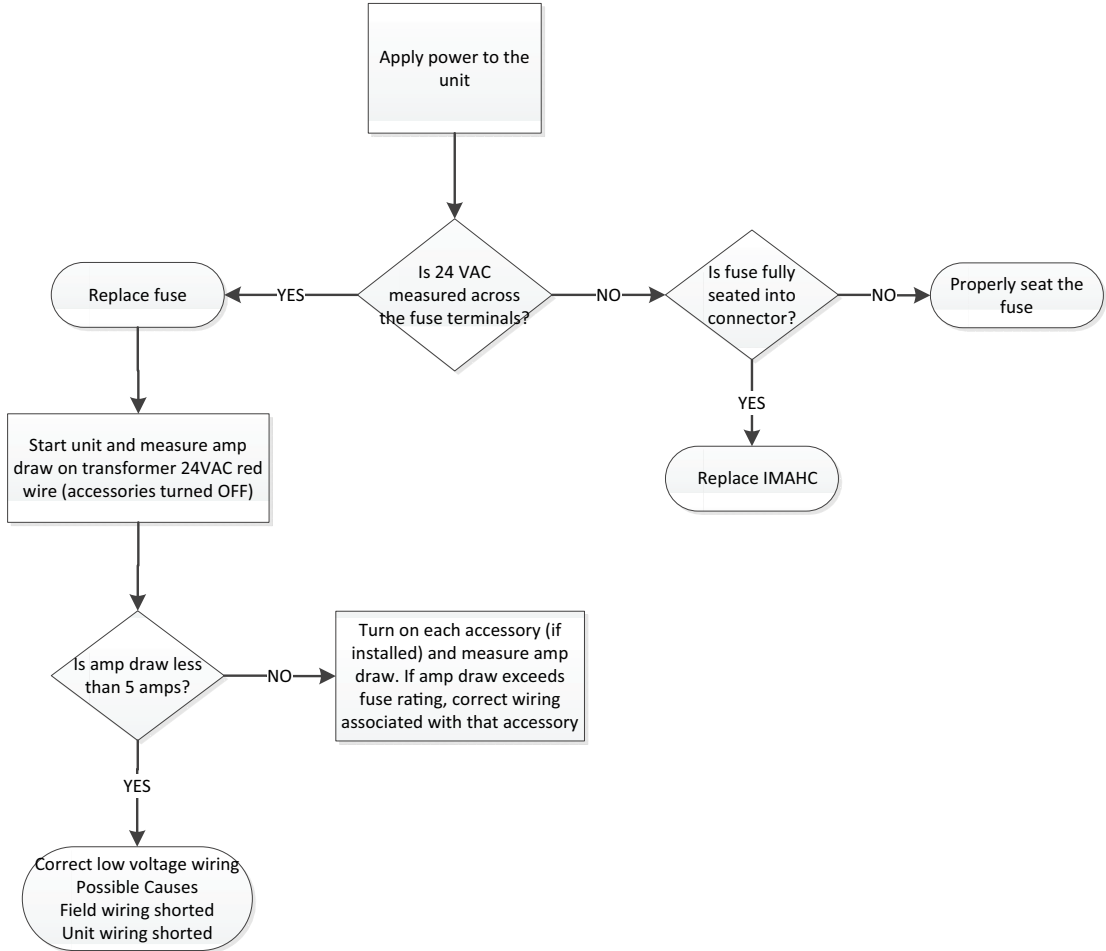 Apply power to the
unit
Is 24 VAC
measured across
the fuse terminals?
YES
Replace fuse
NO
Is fuse fully
seated into
connector?
NO
Properly seat the
fuse
YES
Replace IMAHC
Start unit and measure amp
draw on transformer 24VAC red
wire (accessories turned OFF)
Is amp draw less
than 5 amps?
NO
Turn on each accessory (if
installed) and measure amp
draw. If amp draw exceeds
fuse rating, correct wiring
associated with that accessory
YES
Correct low voltage wiring
Possible Causes
Field wiring shorted
Unit wiring shorted